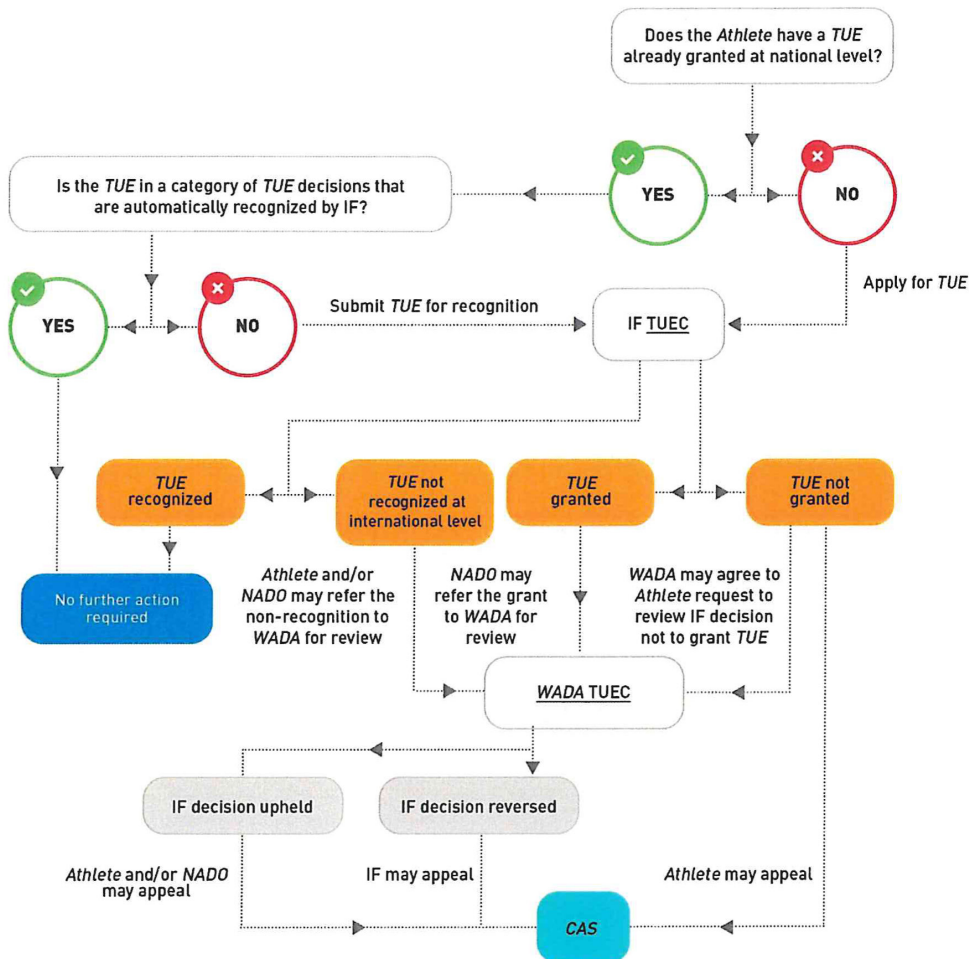 Does the Athlete have a TUE
already granted at national level?
YES
NO
Is the TUE in a category of TUE decisions that
are automatically recognized by IF?
YES
NO
Submit TUE for recognition
Apply for TUE
IF TUEC
TUE
recognized
TUE not
recognized at
international level
TUE
granted
TUE not
granted
No further action
required
Athlete and/or
NADO may refer the
non-recognition to
WADA for review
NADO may
refer the grant
to WADA for
review
WADA may agree to
Athlete request to
review IF decision
not to grant TUE
WADA TUEC
IF decision upheld
IF decision reversed
Athlete and/or NADO
may appeal
IF may appeal
Athlete may appeal
CAS